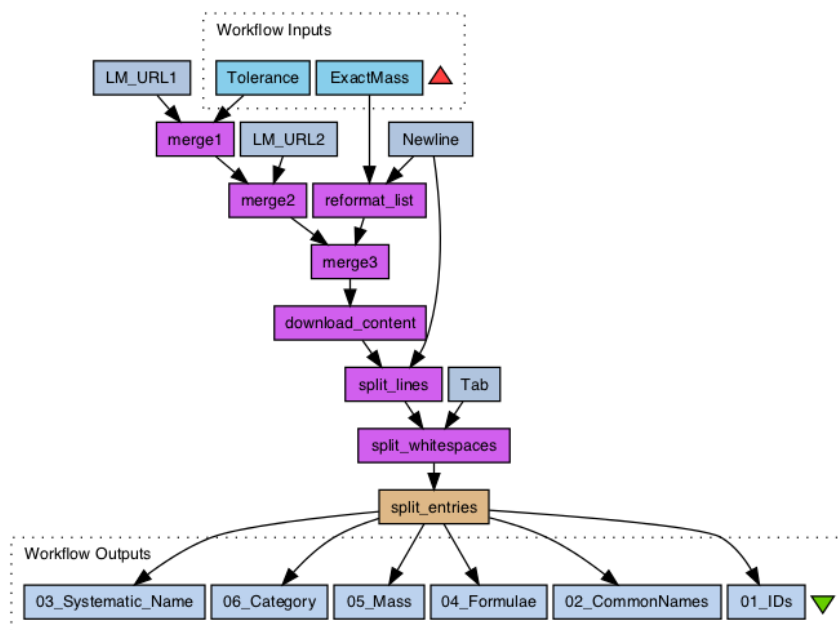 Workflow Inputs
LM_URL1
Tolerance
ExactMass
merge1
LM_URL2
Newline
merge2
reformat_list
merge3
download_content
split_lines
Tab
split_whitespaces
split_entries
Workflow Outputs
03_Systematic_Name
06_Category
05_Mass
04_Formulae
02_CommonNames
01_IDs